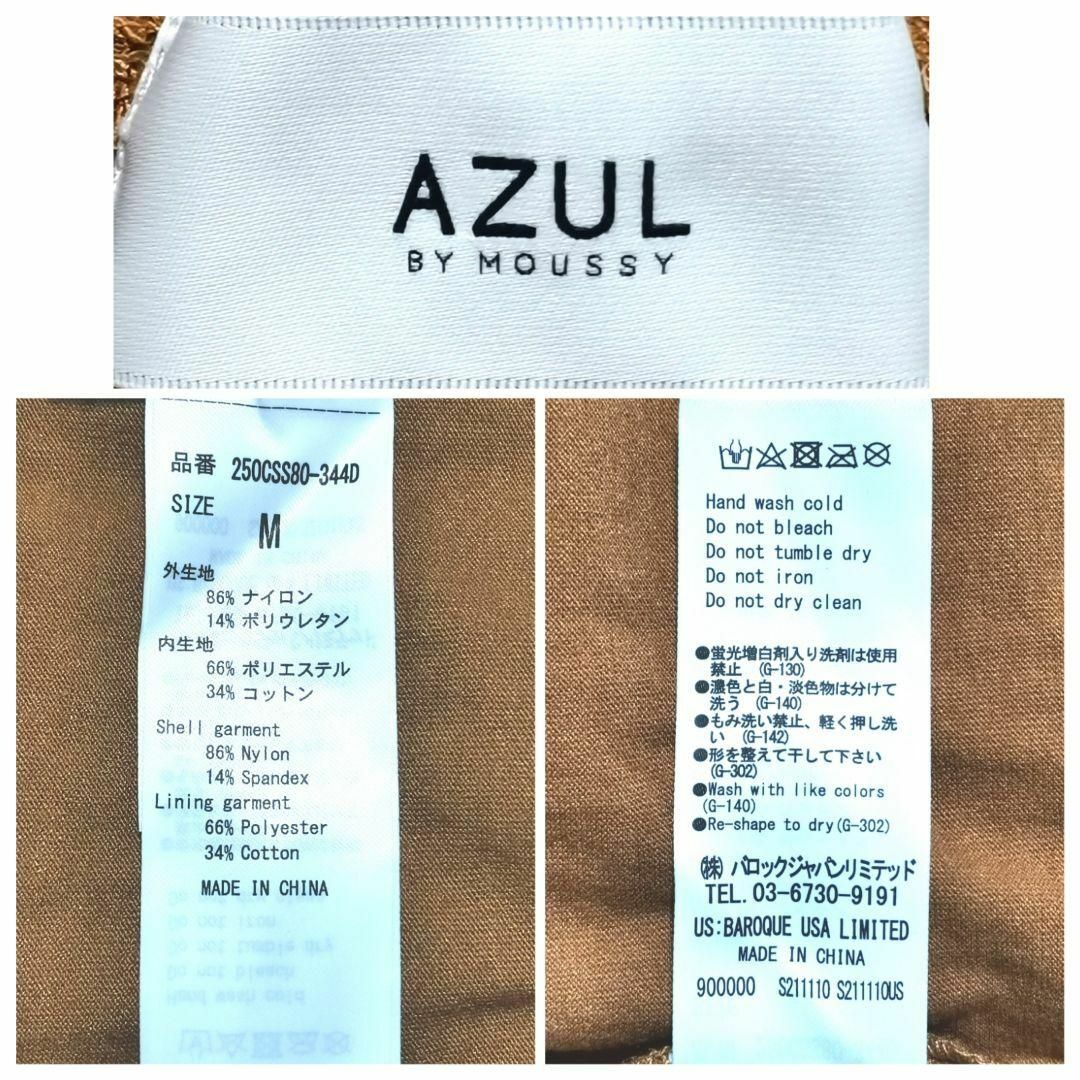 AZUL
BY MOUSSY
品番 250CSS80-344D
SIZE
M
外生地
86% ナイロン
14% ポリウレタン
内生地
66% ポリエステル
34% コットン
Shell garment
86% Nylon
14% Spandex
Lining garment
66% Polyester
34% Cotton
MADE IN CHINA
Hand wash cold
Do not bleach
Do not tumble dry
Do not iron
Do not dry clean
●蛍光増白剤入り洗剤は使用
禁止 (G-130)
●濃色と白・淡色物は分けて
洗う (G-140)
●もみ洗い禁止、軽く押し洗
い (G-142)
●形を整えて干して下さい
(G-302)
●Wash with like colors
(G-140)
●Re-shape to dry(G-302)
(株) バロックジャパンリミテッド
TEL. 03-6730-9191
US:BAROQUE USA LIMITED
MADE IN CHINA
900000 S211110 S211110US